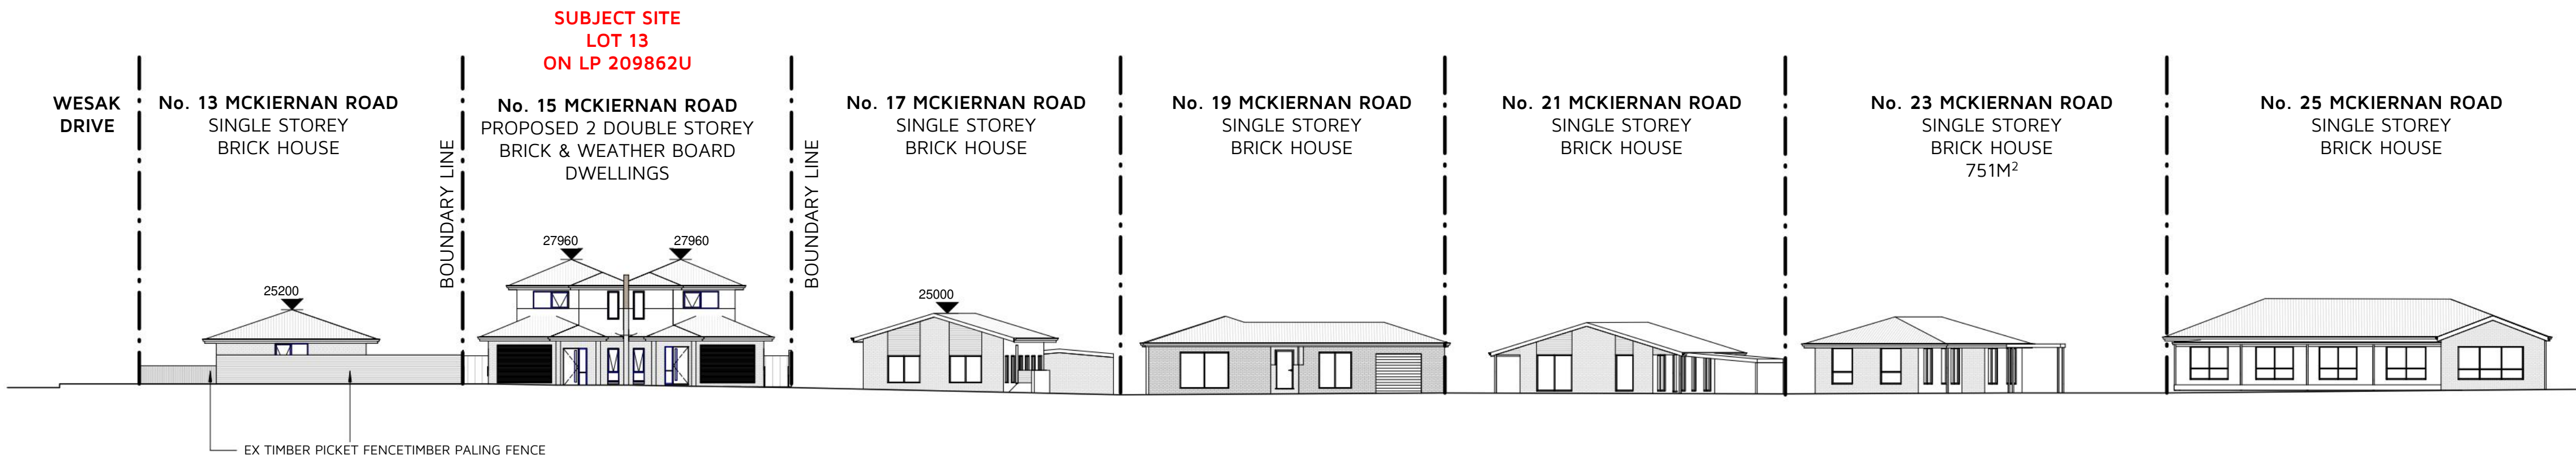 SUBJECT SITE
LOT 13
ON LP 209862U
WESAK
DRIVE
No. 13 MCKIERNAN ROAD
SINGLE STOREY
BRICK HOUSE
BOUNDARY LINE
No. 15 MCKIERNAN ROAD
PROPOSED 2 DOUBLE STOREY
BRICK & WEATHER BOARD
DWELLINGS
BOUNDARY LINE
No. 17 MCKIERNAN ROAD
SINGLE STOREY
BRICK HOUSE
No. 19 MCKIERNAN ROAD
SINGLE STOREY
BRICK HOUSE
No. 21 MCKIERNAN ROAD
SINGLE STOREY
BRICK HOUSE
No. 23 MCKIERNAN ROAD
SINGLE STOREY
BRICK HOUSE
751M²
No. 25 MCKIERNAN ROAD
SINGLE STOREY
BRICK HOUSE
25200
27960
27960
25000
EX TIMBER PICKET FENCETIMBER PALING FENCE